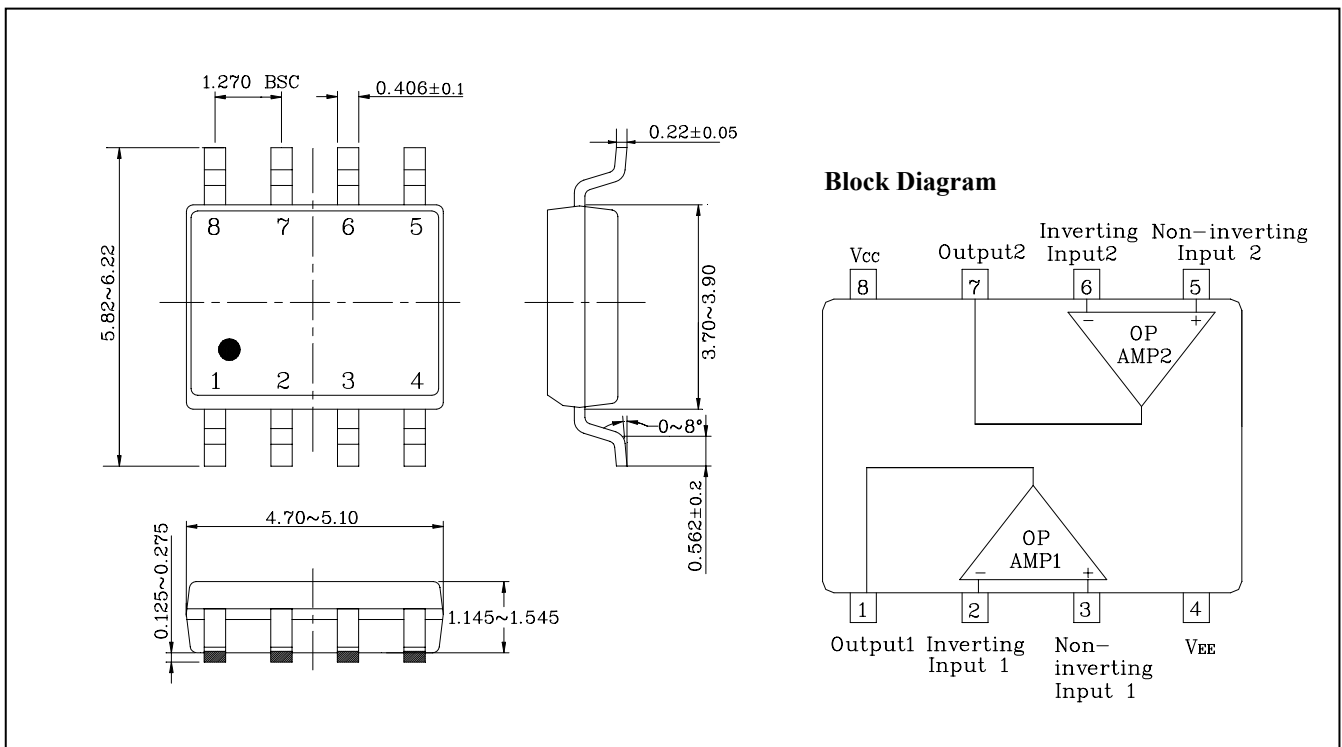 1.270 BSC
0.406±0.1
0.22±0.05
5.82~6.22
8 7 6 5
1 2 3 4
3.70~3.90
0~8°
0.562±0.2
4.70~5.10
0.125~0.275
1.145~1.545
Block Diagram
Vcc
Output2
Inverting
Input2
Non-inverting
Input 2
8 7 6 5
- +
OP
AMP2
OP
AMP1
- +
1 2 3 4
Output1
Inverting
Input 1
Non-
inverting
Input 1
VEE